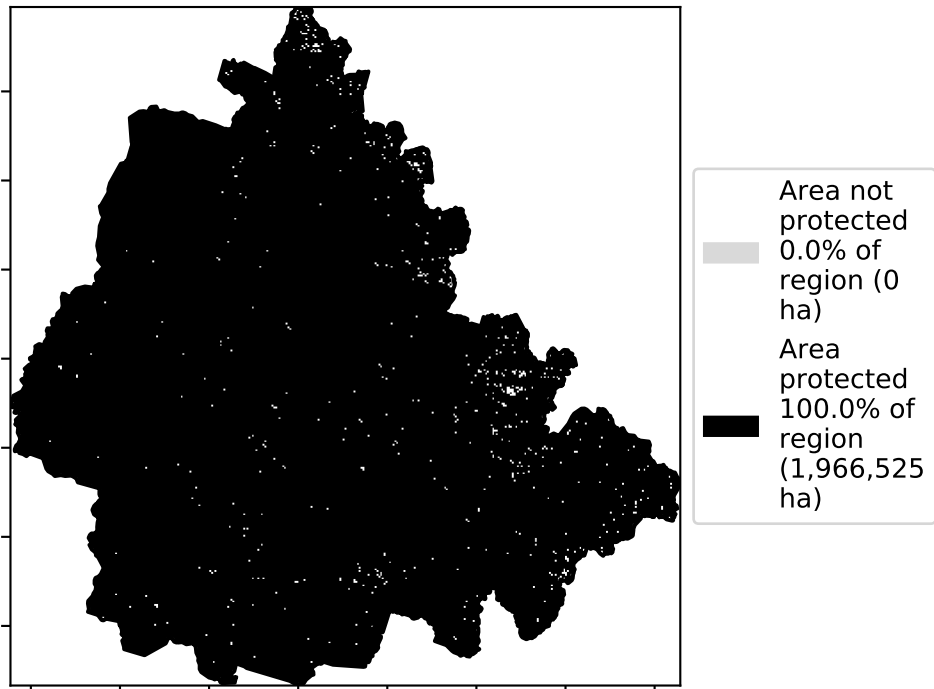 Area not
protected
0.0% of
region (0
ha)
Area
protected
100.0% of
region
(1,966,525
ha)